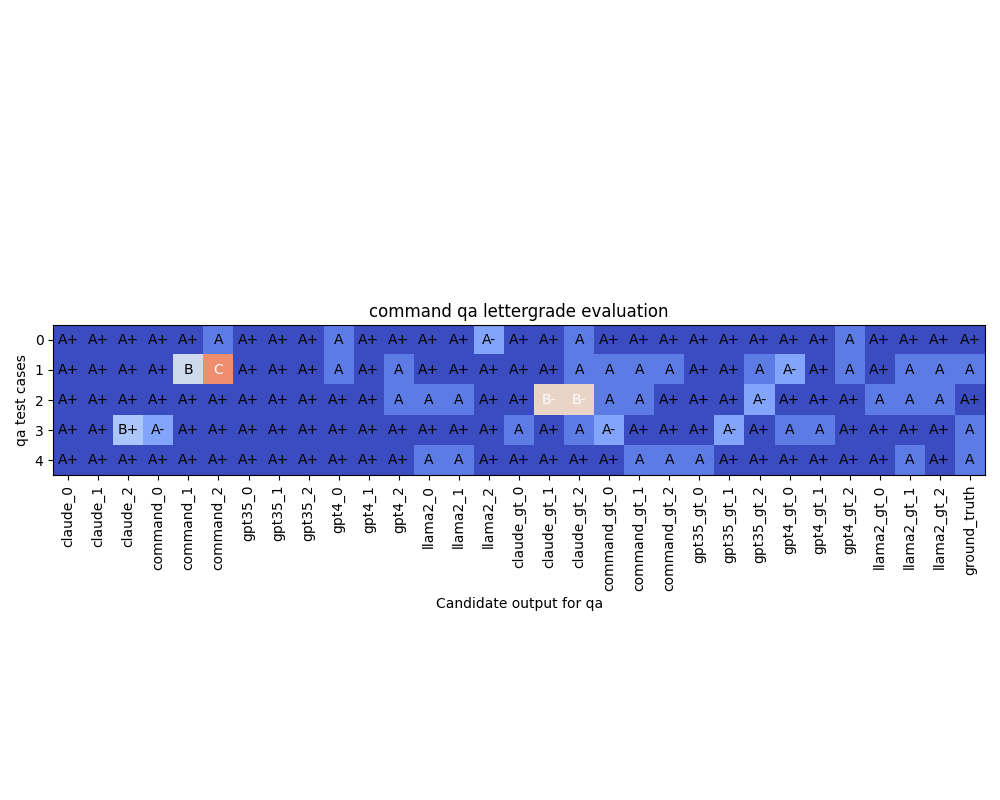 command qa lettergrade evaluation
qa test cases
0 A+ A+ A+ A+ A+ A A+ A+ A+ A A+ A+ A+ A+ A- A+ A+ A A+ A+ A+ A+ A+ A+ A+ A+ A A+ A+ A+ A+
1 A+ A+ A+ A+ B C A+ A+ A+ A A+ A A+ A+ A+ A+ A+ A A A A A+ A+ A A- A+ A A+ A A A
2 A+ A+ A+ A+ A+ A+ A+ A+ A+ A+ A+ A A A A+ A+ B- B- A A A+ A+ A+ A- A+ A+ A+ A A A A+
3 A+ A+ B+ A- A+ A+ A+ A+ A+ A+ A+ A+ A+ A+ A+ A A+ A A- A+ A+ A+ A- A+ A A A+ A+ A+ A+ A
4 A+ A+ A+ A+ A+ A+ A+ A+ A+ A+ A+ A+ A A A+ A+ A+ A+ A+ A A A A+ A+ A+ A+ A+ A+ A A+ A
claude_0
claude_1
claude_2
command_0
command_1
command_2
gpt35_0
gpt35_1
gpt35_2
gpt4_0
gpt4_1
gpt4_2
llama2_0
llama2_1
llama2_2
claude_gt_0
claude_gt_1
claude_gt_2
command_gt_0
command_gt_1
command_gt_2
gpt35_gt_0
gpt35_gt_1
gpt35_gt_2
gpt4_gt_0
gpt4_gt_1
gpt4_gt_2
llama2_gt_0
llama2_gt_1
llama2_gt_2
ground_truth
Candidate output for qa